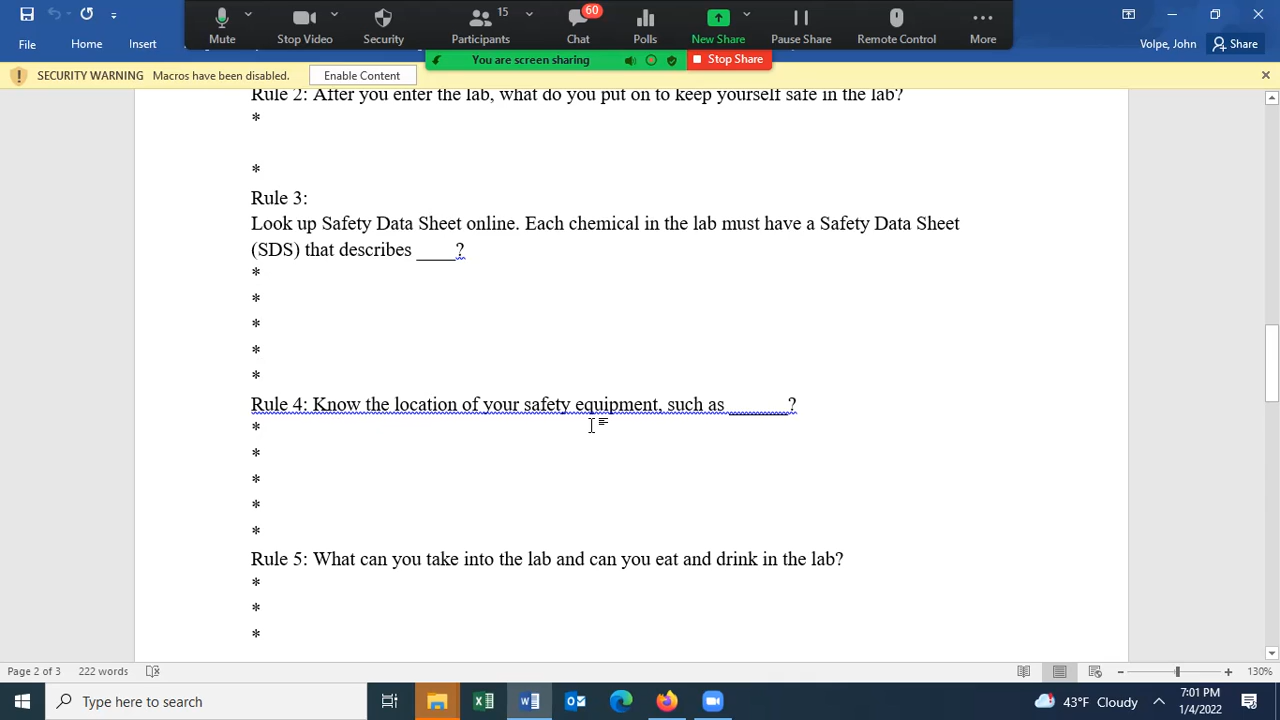 15
60
Mute
Stop Video
Security
Participants
Chat
Polls
New Share
Pause Share
Remote Control
More
Volpe, John
Share
File
Home
Insert
You are screen sharing
Stop Share
SECURITY WARNING Macros have been disabled.
Enable Content
Rule 2: After you enter the lab, what do you put on to keep yourself safe in the lab?
*
*
Rule 3:
Look up Safety Data Sheet online. Each chemical in the lab must have a Safety Data Sheet
(SDS) that describes ____?
*
*
*
*
*
Rule 4: Know the location of your safety equipment, such as ______?
*
*
*
*
*
Rule 5: What can you take into the lab and can you eat and drink in the lab?
*
*
*
Page 2 of 3
222 words
130%
Type here to search
43°F Cloudy
7:01 PM
1/4/2022